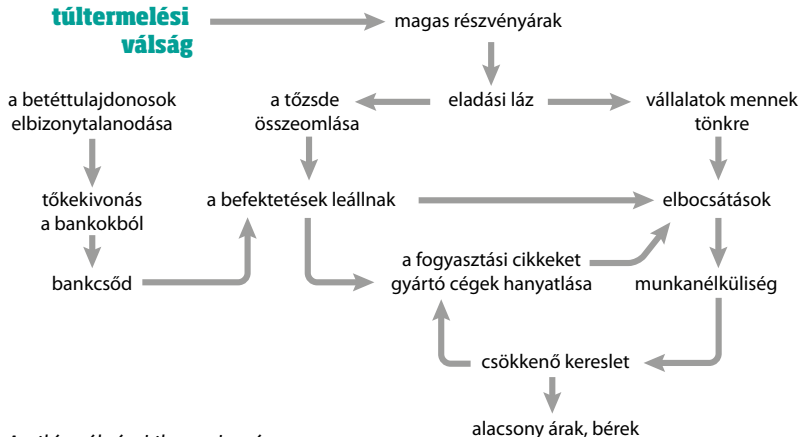 túltermelési
válság
magas részvényárak
a betéttulajdonosok
elbizonytalanodása
a tőzsde
összeomlása
eladási láz
vállalatok mennek
tönkre
tőkekivonás
a bankokból
a befektetések leállnak
elbocsátások
bankcsőd
a fogyasztási cikkeket
gyártó cégek hanyatlása
munkanélküliség
csökkenő kereslet
alacsony árak, bérek